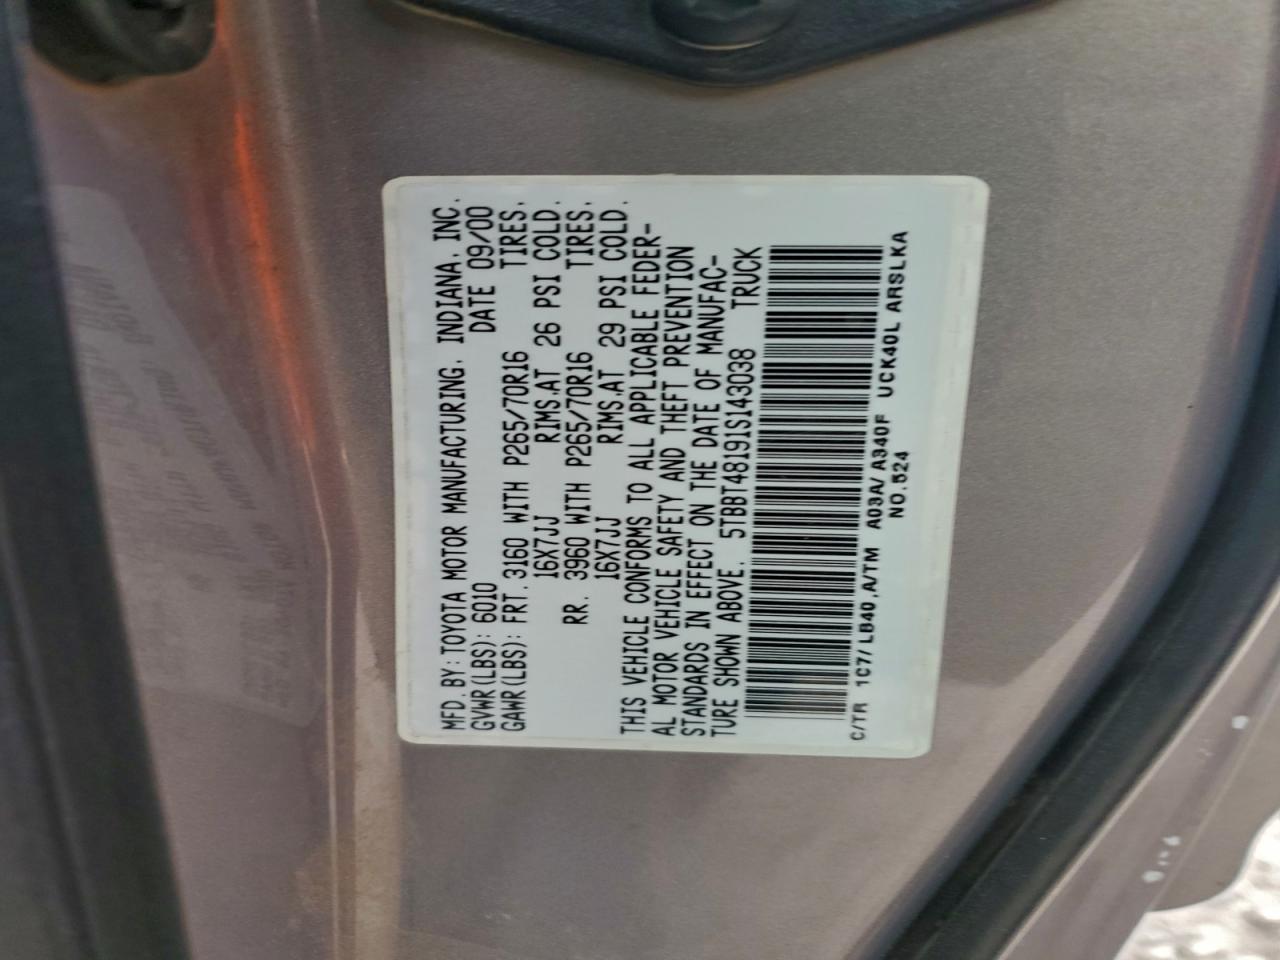 MFD. BY: TOYOTA MOTOR MANUFACTURING. INDIANA, INC.
GVWR(LBS): 6010 DATE 09/00
GAWR(LBS): FRT. 3160 WITH P265/70R16 TIRES,
16X7JJ RIMS.AT 26 PSI COLD.
RR. 3960 WITH P265/70R16 TIRES,
16X7JJ RIMS.AT 29 PSI COLD.
THIS VEHICLE CONFORMS TO ALL APPLICABLE FEDER-
AL MOTOR VEHICLE SAFETY AND THEFT PREVENTION
STANDARDS IN EFFECT ON THE DATE OF MANUFAC-
TURE SHOWN ABOVE. 5TBBT48191S143038 TRUCK
C/TR 1C7/ LB40 ,A/TM A03A/ A340F UCK40L ARSLKA
NO.524